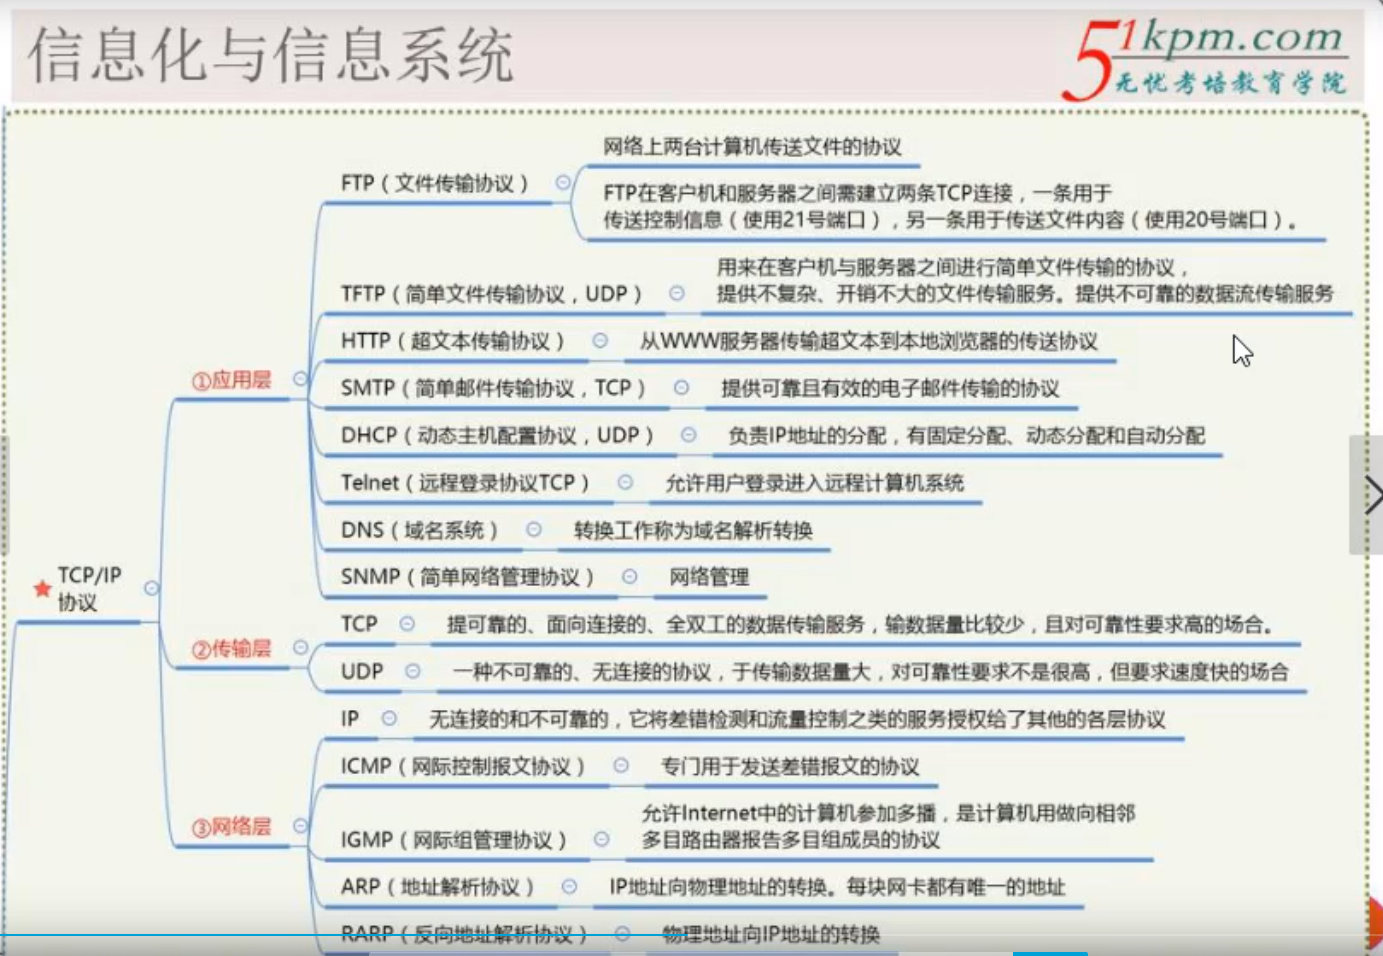 信息化与信息系统
51kpm.com
无忧考培教育学院
网络上两台计算机传送文件的协议
FTP（文件传输协议）
FTP在客户机和服务器之间需建立两条TCP连接，一条用于
传送控制信息（使用21号端口），另一条用于传送文件内容（使用20号端口）。
用来在客户机与服务器之间进行简单文件传输的协议，
TFTP（简单文件传输协议，UDP）
提供不复杂、开销不大的文件传输服务。提供不可靠的数据流传输服务
HTTP（超文本传输协议）
从WWW服务器传输超文本到本地浏览器的传送协议
①应用层
SMTP（简单邮件传输协议，TCP）
提供可靠且有效的电子邮件传输的协议
DHCP（动态主机配置协议，UDP）
负责IP地址的分配，有固定分配、动态分配和自动分配
Telnet（远程登录协议TCP）
允许用户登录进入远程计算机系统
DNS（域名系统）
转换工作称为域名解析转换
SNMP（简单网络管理协议）
网络管理
★ TCP/IP
协议
TCP
提可靠的、面向连接的、全双工的数据传输服务，输数据量比较少，且对可靠性要求高的场合。
②传输层
UDP
一种不可靠的、无连接的协议，于传输数据量大，对可靠性要求不是很高，但要求速度快的场合
IP
无连接的和不可靠的，它将差错检测和流量控制之类的服务授权给了其他的各层协议
ICMP（网际控制报文协议）
专门用于发送差错报文的协议
③网络层
允许Internet中的计算机参加多播，是计算机用做向相邻
IGMP（网际组管理协议）
多目路由器报告多目组成员的协议
ARP（地址解析协议）
IP地址向物理地址的转换。每块网卡都有唯一的地址
RARP（反向地址解析协议）
物理地址向IP地址的转换